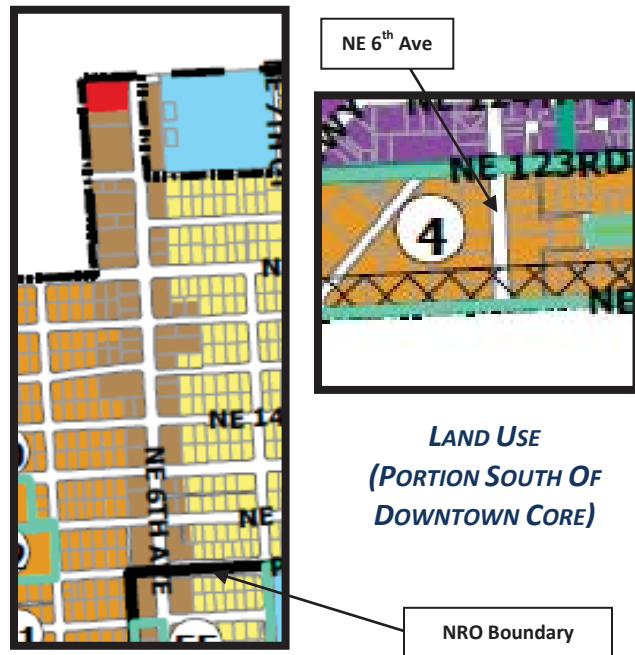 NE 6th Ave
NE 123RD
4
NE
LAND USE
(PORTION SOUTH OF
DOWNTOWN CORE)
NE 14
NE 6TH AVE
NE
NRO Boundary